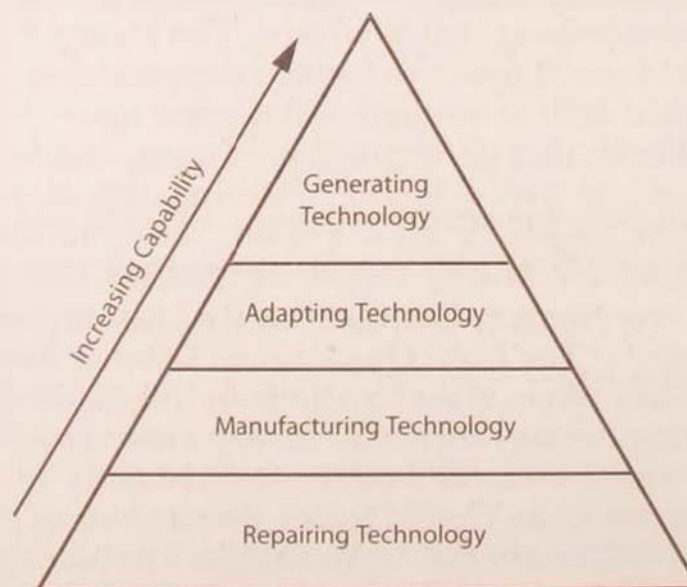 Increasing Capability
Generating
Technology
Adapting Technology
Manufacturing Technology
Repairing Technology